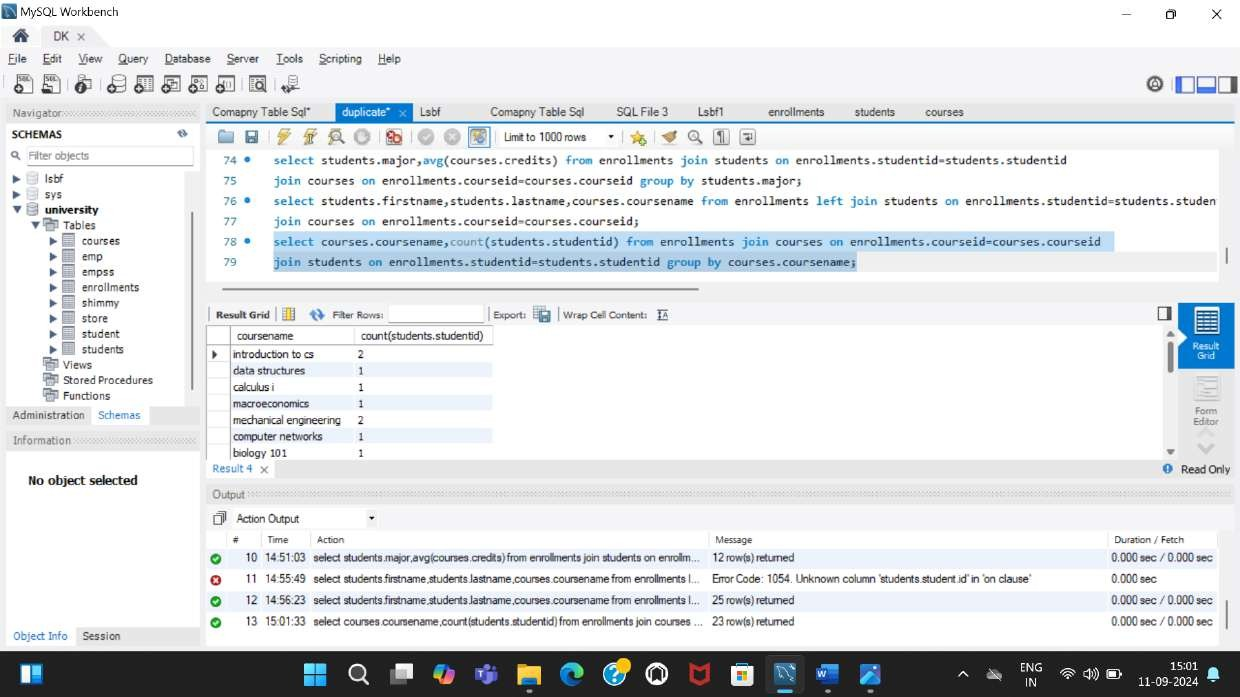 MySQL Workbench
DK
File Edit View Query Database Server Tools Scripting Help
Navigator
SCHEMAS
Filter objects
lsbf
sys
university
Tables
courses
emp
empss
enrollments
shimmy
store
student
students
Views
Stored Procedures
Functions
Administration Schemas
Information
No object selected
Object Info Session
Comapny Table Sql* duplicate* Lsbf Comapny Table Sql SQL File 3 Lsbf1 enrollments students courses
Limit to 1000 rows
74 select students.major,avg(courses.credits) from enrollments join students on enrollments.studentid=students.studentid
75 join courses on enrollments.courseid=courses.courseid group by students.major;
76 select students.firstname,students.lastname,courses.coursename from enrollments left join students on enrollments.studentid=students.studen
77 join courses on enrollments.courseid=courses.courseid;
78 select courses.coursename,count(students.studentid) from enrollments join courses on enrollments.courseid=courses.courseid
79 join students on enrollments.studentid=students.studentid group by courses.coursename;
Result Grid Filter Rows: Export: Wrap Cell Content: IA
coursename count(students.studentid)
introduction to cs 2
data structures 1
calculus i 1
macroeconomics 1
mechanical engineering 2
computer networks 1
biology 101 1
Result Grid
Form Editor
Result 4
Read Only
Output
Action Output
# Time Action Message Duration / Fetch
10 14:51:03 select students.major,avg(courses.credits) from enrollments join students on enrollm... 12 row(s) returned 0.000 sec / 0.000 sec
11 14:55:49 select students.firstname,students.lastname,courses.coursename from enrollments l... Error Code: 1054. Unknown column 'students.student.id' in 'on clause' 0.000 sec
12 14:56:23 select students.firstname,students.lastname,courses.coursename from enrollments l... 25 row(s) returned 0.000 sec / 0.000 sec
13 15:01:33 select courses.coursename,count(students.studentid) from enrollments join courses ... 23 row(s) returned 0.000 sec / 0.000 sec
ENG
IN
15:01
11-09-2024